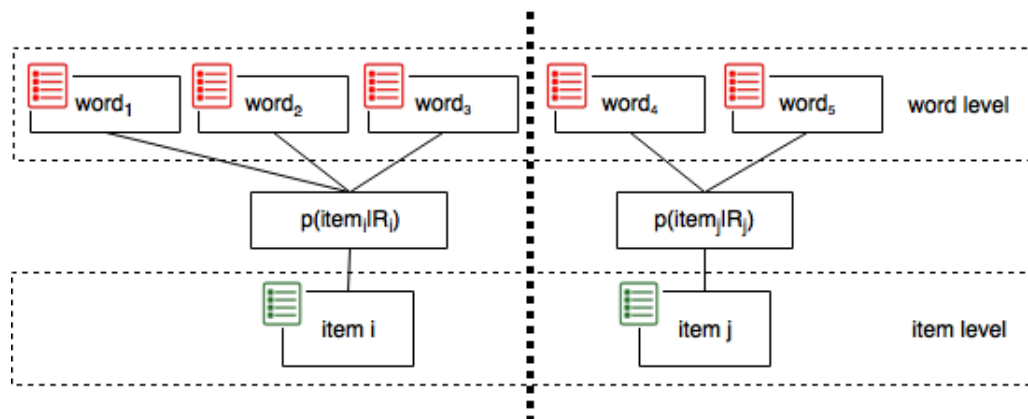 word₁ word₂ word₃ word₄ word₅ word level
p(itemᵢ|Rᵢ) p(itemⱼ|Rⱼ)
item i item j item level